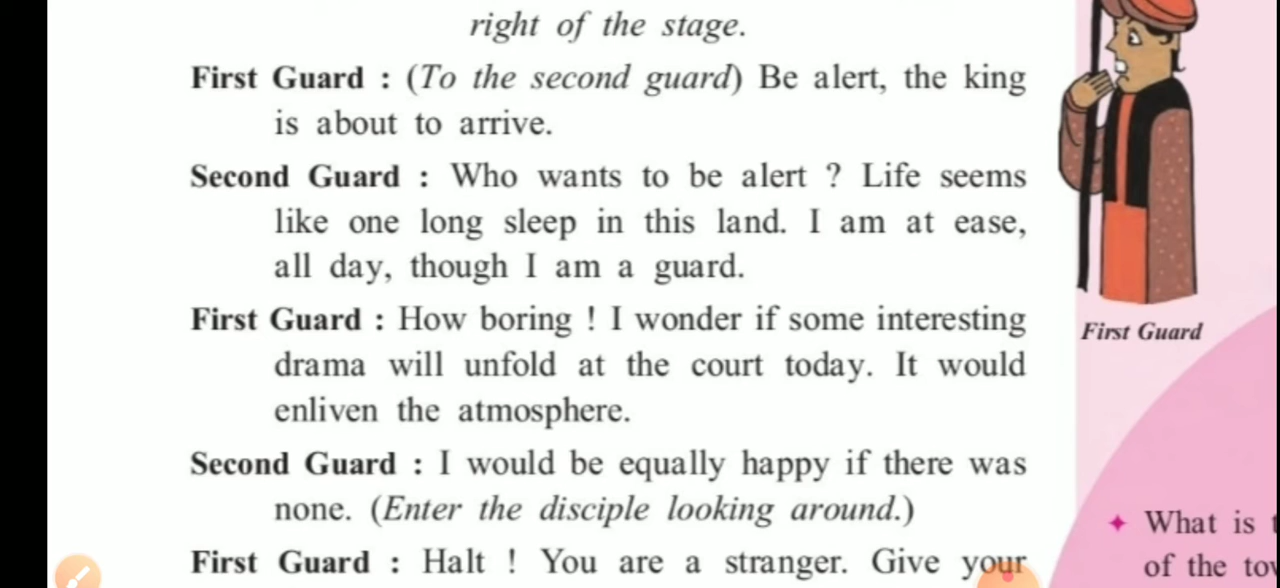 right of the stage.
First Guard : (To the second guard) Be alert, the king
is about to arrive.
Second Guard : Who wants to be alert ? Life seems
like one long sleep in this land. I am at ease,
all day, though I am a guard.
First Guard : How boring ! I wonder if some interesting
drama will unfold at the court today. It would
enliven the atmosphere.
First Guard
Second Guard : I would be equally happy if there was
none. (Enter the disciple looking around.)
First Guard : Halt ! You are a stranger. Give your
What is
of the